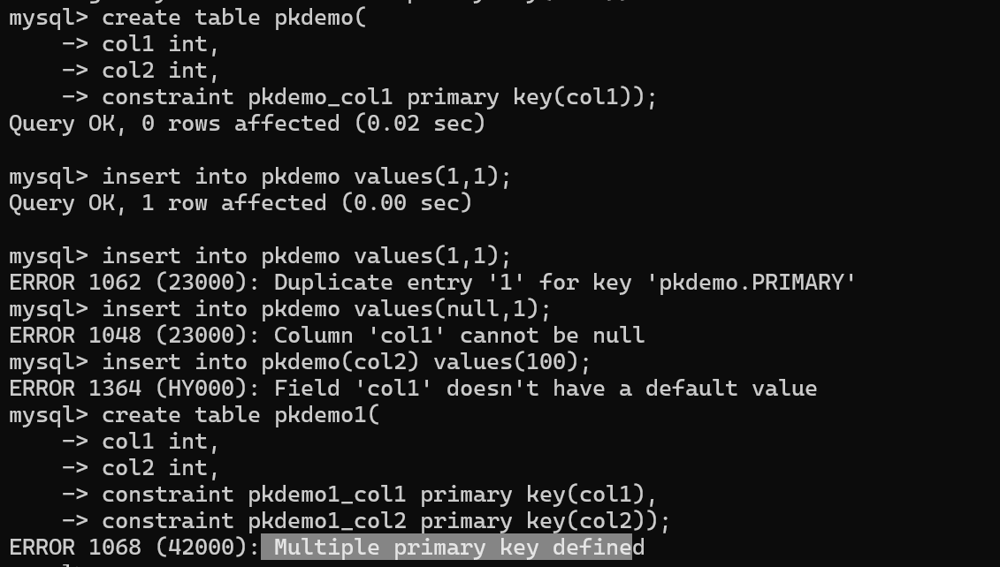 mysql> create table pkdemo(
    -> col1 int,
    -> col2 int,
    -> constraint pkdemo_col1 primary key(col1));
Query OK, 0 rows affected (0.02 sec)

mysql> insert into pkdemo values(1,1);
Query OK, 1 row affected (0.00 sec)

mysql> insert into pkdemo values(1,1);
ERROR 1062 (23000): Duplicate entry '1' for key 'pkdemo.PRIMARY'
mysql> insert into pkdemo values(null,1);
ERROR 1048 (23000): Column 'col1' cannot be null
mysql> insert into pkdemo(col2) values(100);
ERROR 1364 (HY000): Field 'col1' doesn't have a default value
mysql> create table pkdemo1(
    -> col1 int,
    -> col2 int,
    -> constraint pkdemo1_col1 primary key(col1),
    -> constraint pkdemo1_col2 primary key(col2));
ERROR 1068 (42000): Multiple primary key defined